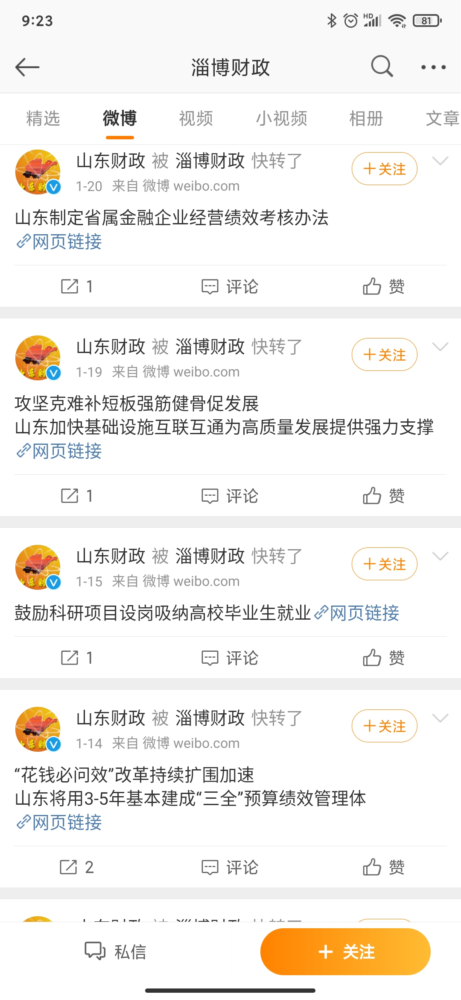 9:23
HD
81
淄博财政
精选 微博 视频 小视频 相册 文章
山东财政 被 淄博财政 快转了
+关注
1-20 来自 微博 weibo.com
山东制定省属金融企业经营绩效考核办法
网页链接
1 评论 赞
山东财政 被 淄博财政 快转了
+关注
1-19 来自 微博 weibo.com
攻坚克难补短板强筋健骨促发展
山东加快基础设施互联互通为高质量发展提供强力支撑
网页链接
1 评论 赞
山东财政 被 淄博财政 快转了
+关注
1-15 来自 微博 weibo.com
鼓励科研项目设岗吸纳高校毕业生就业网页链接
1 评论 赞
山东财政 被 淄博财政 快转了
+关注
1-14 来自 微博 weibo.com
“花钱必问效”改革持续扩围加速
山东将用3-5年基本建成“三全”预算绩效管理体
网页链接
2 评论 赞
山东财政 被 淄博财政 快转了
私信
+ 关注